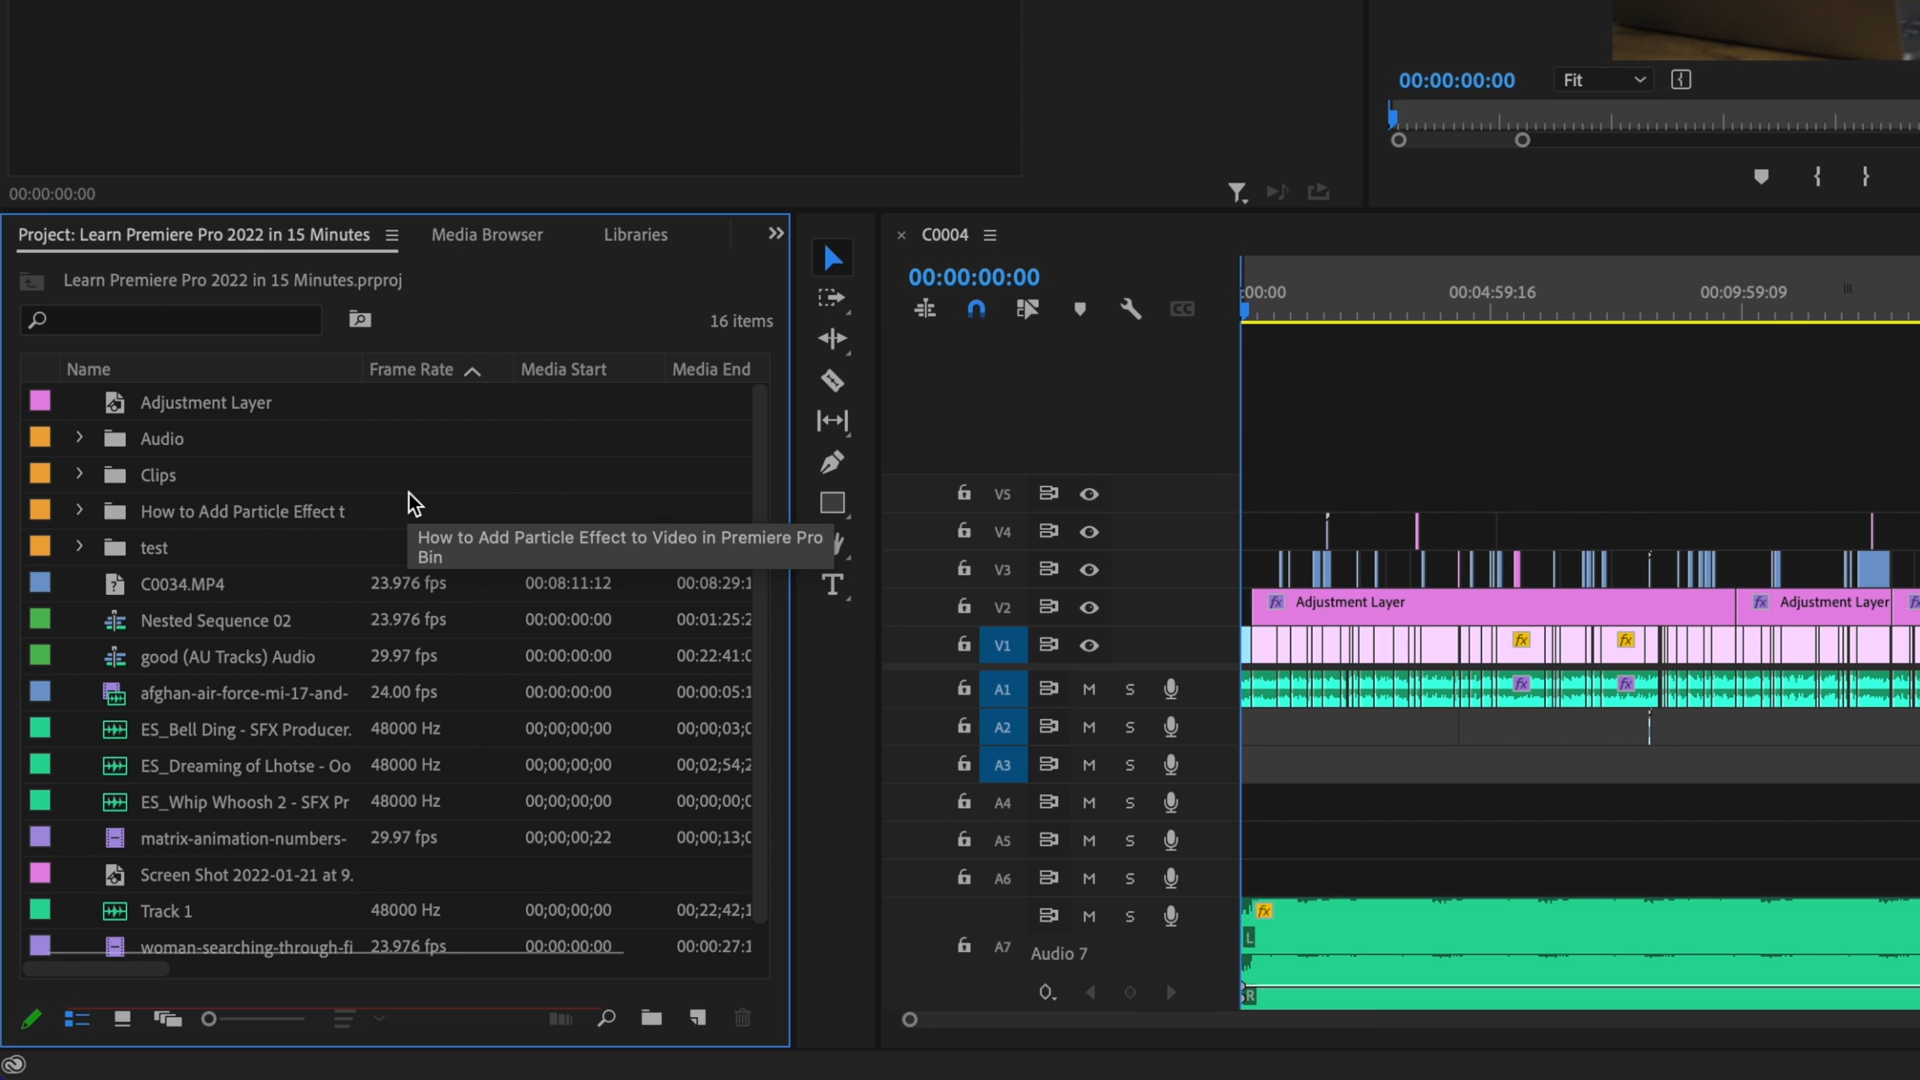 00:00:00:00
Fit
00:00:00:00
Project: Learn Premiere Pro 2022 in 15 Minutes
Media Browser
Libraries
Learn Premiere Pro 2022 in 15 Minutes.prproj
16 items
Name
Frame Rate
Media Start
Media End
Adjustment Layer
Audio
Clips
How to Add Particle Effect t
How to Add Particle Effect to Video in Premiere Pro
Bin
test
C0034.MP4 23.976 fps 00:08:11:12 00:08:29:1
Nested Sequence 02 23.976 fps 00:00:00:00 00:01:25:2
good (AU Tracks) Audio 29.97 fps 00:00:00:00 00:22:41:0
afghan-air-force-mi-17-and- 24.00 fps 00:00:00:00 00:00:05:1
ES_Bell Ding - SFX Producer. 48000 Hz 00;00;00;00 00;00;03;0
ES_Dreaming of Lhotse - Oo 48000 Hz 00;00;00;00 00;02;54;2
ES_Whip Whoosh 2 - SFX Pr 48000 Hz 00;00;00;00 00;00;00;0
matrix-animation-numbers- 29.97 fps 00;00;00;22 00;00;13;0
Screen Shot 2022-01-21 at 9.
Track 1 48000 Hz 00;00;00;00 00;22;42;1
woman-searching-through-fi 23.976 fps 00:00:00:00 00:00:27:1
T
C0004
00:00:00:00
CC
:00:00
00:04:59:16
00:09:59:09
V5
V4
V3
V2
fx Adjustment Layer
fx Adjustment Layer
fx
V1
fx
fx
A1 M S
fx
fx
A2 M S
A3 M S
A4 M S
A5 M S
A6 M S
M S
fx
L
A7
Audio 7
R